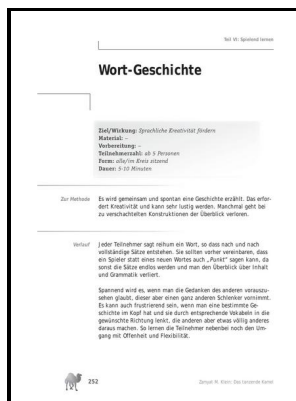 Teil VI: Spielend lernen
Wort-Geschichte
Ziel/Wirkung: Sprachliche Kreativität fördern
Material: –
Vorbereitung: –
Teilnehmerzahl: ab 5 Personen
Form: alle/im Kreis sitzend
Dauer: 5-10 Minuten
Zur Methode
Es wird gemeinsam und spontan eine Geschichte erzählt. Das erfor-
dert Kreativität und kann sehr lustig werden. Manchmal geht bei
zu verschachtelten Konstruktionen der Überblick verloren.
Verlauf
Jeder Teilnehmer sagt reihum ein Wort, so dass nach und nach
vollständige Sätze entstehen. Sie sollten vorher vereinbaren, dass
ein Spieler statt eines neuen Wortes auch „Punkt" sagen kann, da
sonst die Sätze endlos werden und man den Überblick über Inhalt
und Grammatik verliert.
Spannend wird es, wenn man die Gedanken des anderen vorauszu-
sehen glaubt, dieser aber einen ganz anderen Schlenker vornimmt.
Es kann auch frustrierend sein, wenn man eine bestimmte Ge-
schichte im Kopf hat und sie durch entsprechende Vokabeln in die
gewünschte Richtung lenkt, die anderen aber etwas völlig anderes
daraus machen. So lernen die Teilnehmer nebenbei noch den Um-
gang mit Offenheit und Flexibilität.
252
Zamyat M. Klein: Das tanzende Kamel